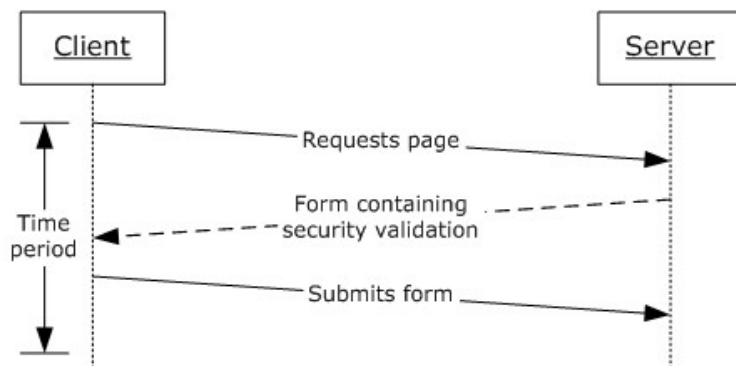 Client
Server
Requests page
Form containing
security validation
Time
period
Submits form